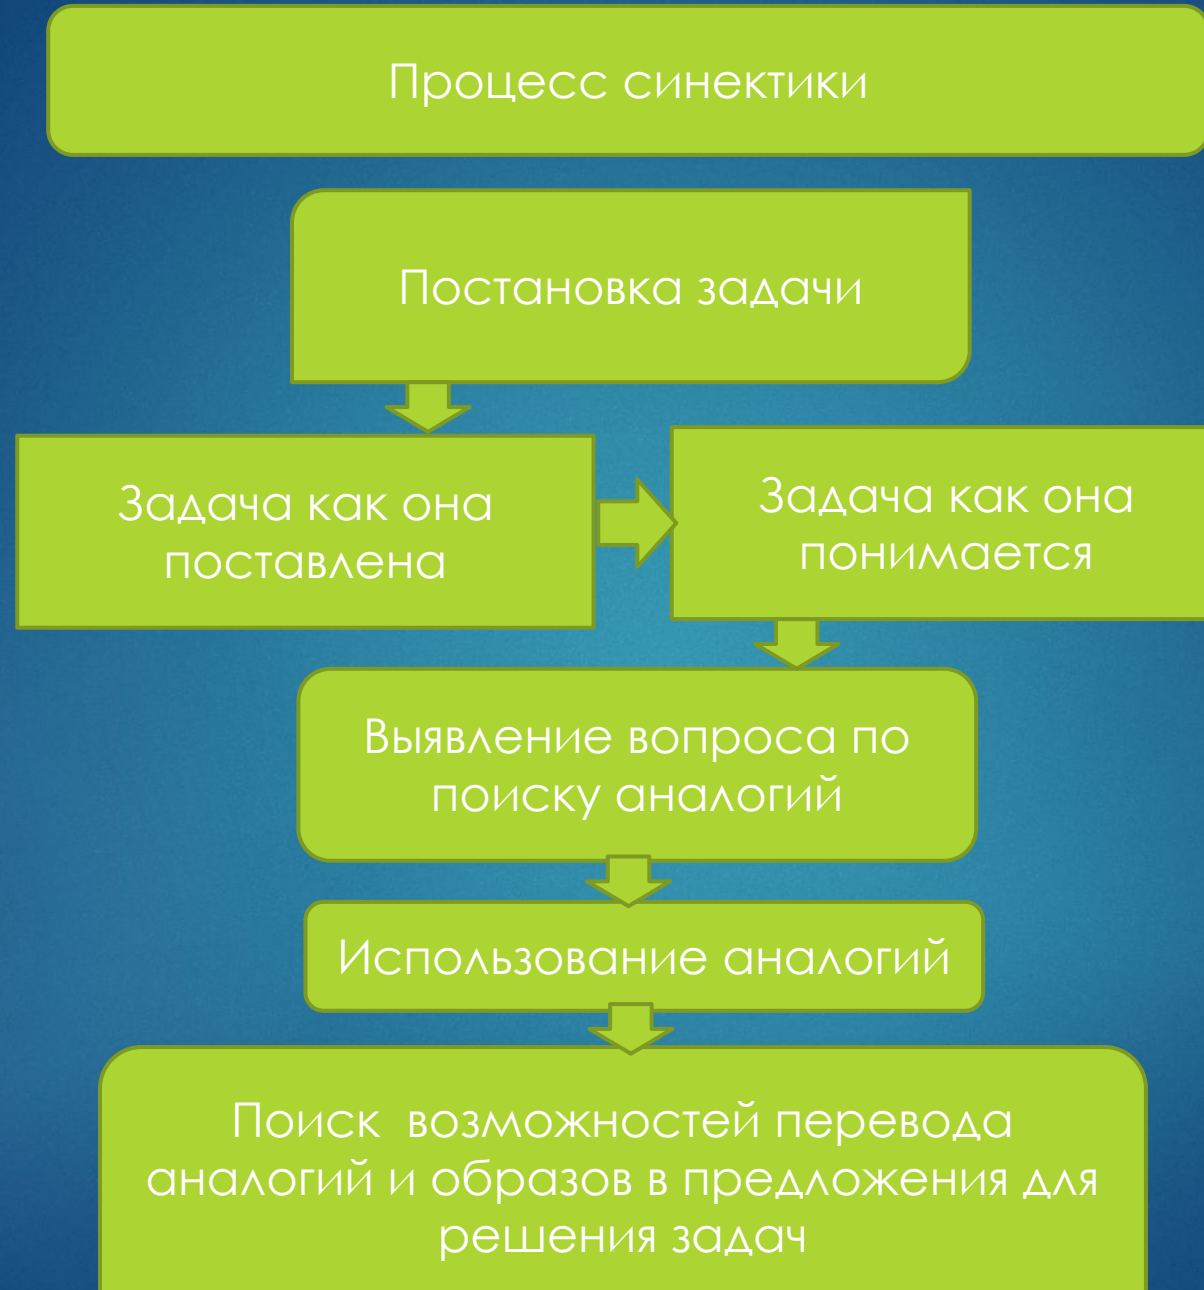 Процесс синектики
Постановка задачи
Задача как она
поставлена
Задача как она
понимается
Выявление вопроса по
поиску аналогий
Использование аналогий
Поиск  возможностей перевода
аналогий и образов в предложения для
решения задач